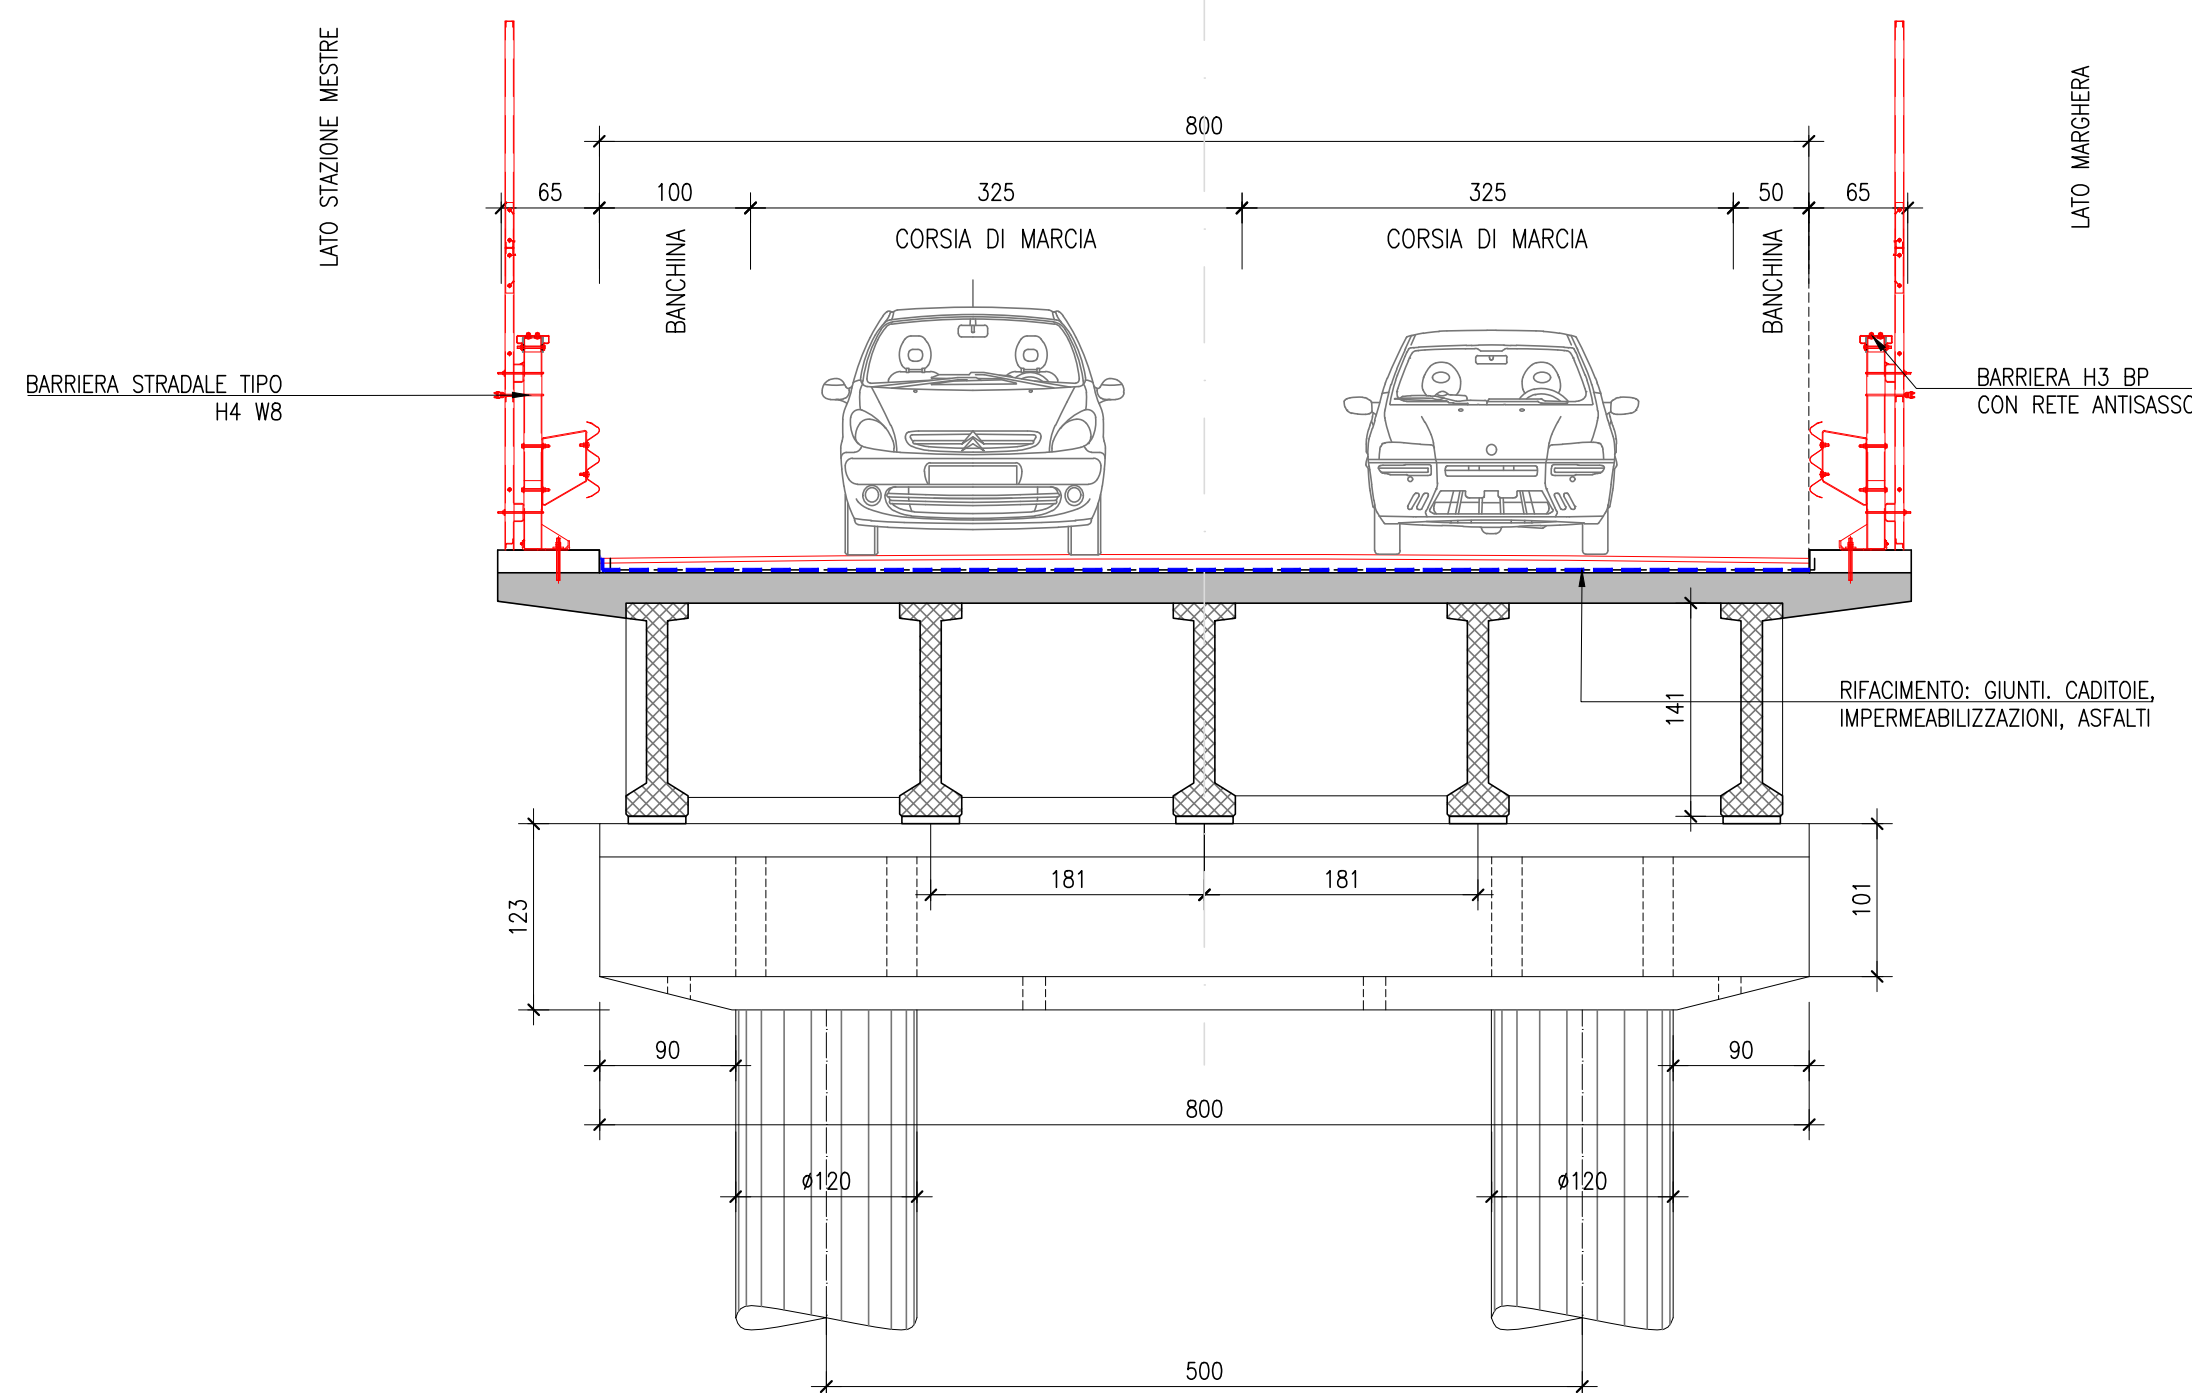 LATO STAZIONE MESTRE
LATO MARGHERA
800
65
100
325
325
50
65
BANCHINA
CORSIA DI MARCIA
CORSIA DI MARCIA
BANCHINA
BARRIERA STRADALE TIPO
H4 W8
BARRIERA H3 BP
CON RETE ANTISASSO
RIFACIMENTO: GIUNTI. CADITOIE,
IMPERMEABILIZZAZIONI, ASFALTI
141
181
181
123
101
90
90
800
ø120
ø120
500